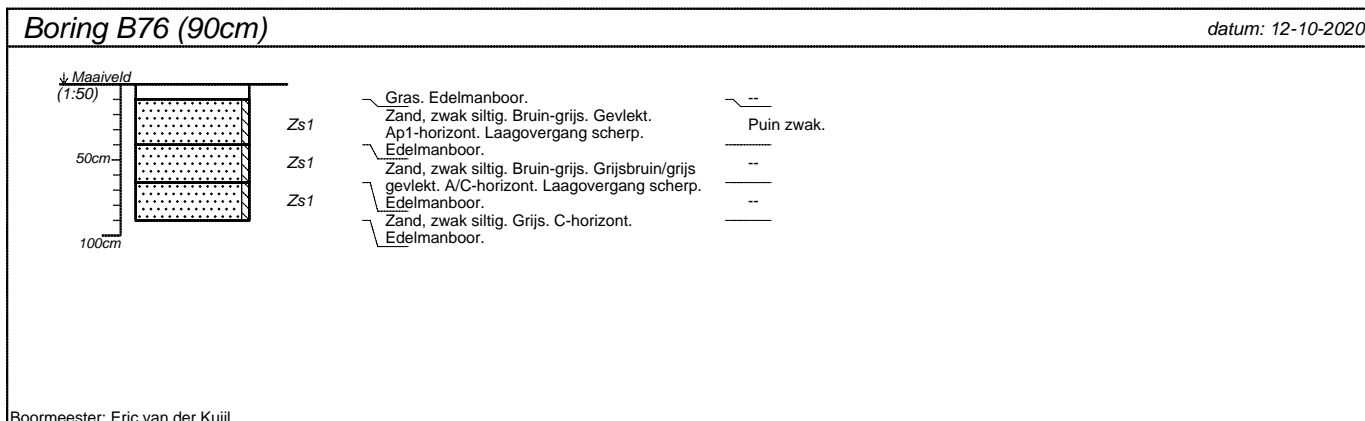 Boring B76 (90cm)
datum: 12-10-2020
Maaiveld
(1:50)
50cm
100cm
Zs1
Zs1
Zs1
Gras. Edelmanboor.
Zand, zwak siltig. Bruin-grijs. Gevlekt.
Ap1-horizont. Laagovergang scherp.
Edelmanboor.
Zand, zwak siltig. Bruin-grijs. Grijsbruin/grijs
gevlekt. A/C-horizont. Laagovergang scherp.
Edelmanboor.
Zand, zwak siltig. Grijs. C-horizont.
Edelmanboor.
--
Puin zwak.
--
--
Boormeester: Eric van der Kuijl